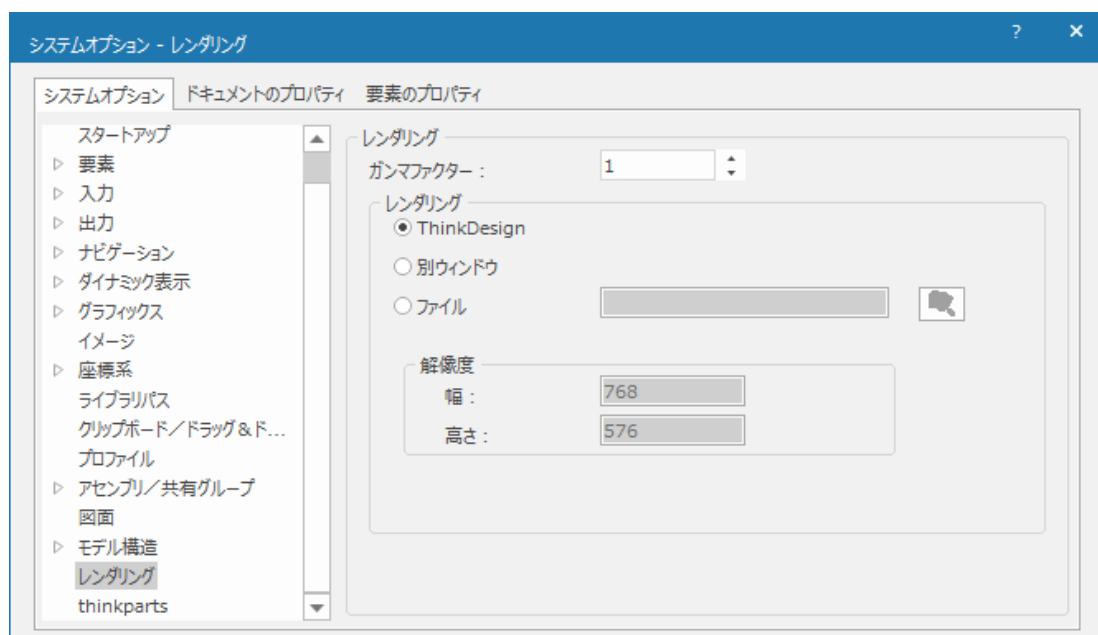 システムオプション - レンダリング
?
×
システムオプション ドキュメントのプロパティ 要素のプロパティ
スタートアップ
要素
入力
出力
ナビゲーション
ダイナミック表示
グラフィックス
イメージ
座標系
ライブラリパス
クリップボード／ドラッグ＆ド...
プロファイル
アセンブリ／共有グループ
図面
モデル構造
レンダリング
thinkparts
レンダリング
ガンマファクター： 1
レンダリング
ThinkDesign
別ウィンドウ
ファイル
解像度
幅： 768
高さ： 576